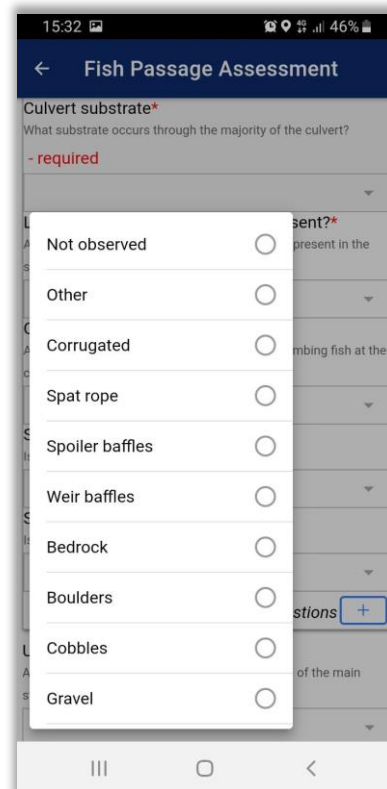 15:32 46%
← Fish Passage Assessment
Culvert substrate*
What substrate occurs through the majority of the culvert?
- required
sent?*
present in the
Not observed
Other
Corrugated
mbing fish at the
Spat rope
Spoiler baffles
Weir baffles
Bedrock
Boulders
stions +
Cobbles
of the main
Gravel